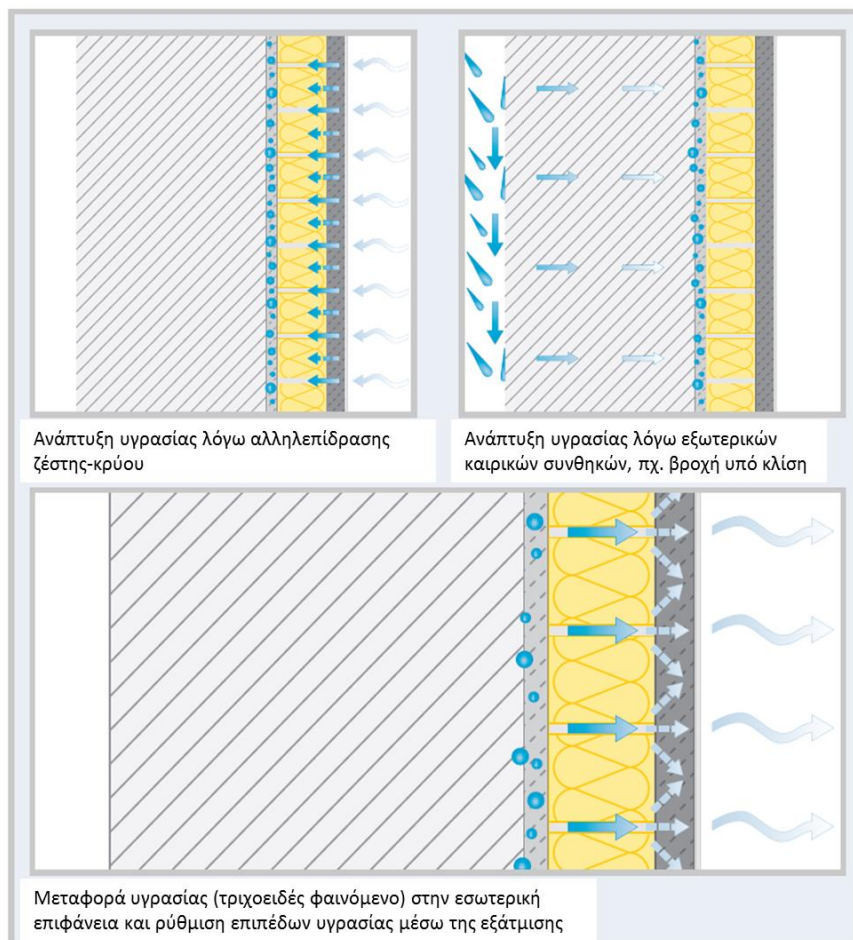 Ανάπτυξη υγρασίας λόγω αλληλεπίδρασης
ζέστης-κρύου
Ανάπτυξη υγρασίας λόγω εξωτερικών
καιρικών συνθηκών, πχ. βροχή υπό κλίση
Μεταφορά υγρασίας (τριχοειδές φαινόμενο) στην εσωτερική
επιφάνεια και ρύθμιση επιπέδων υγρασίας μέσω της εξάτμισης